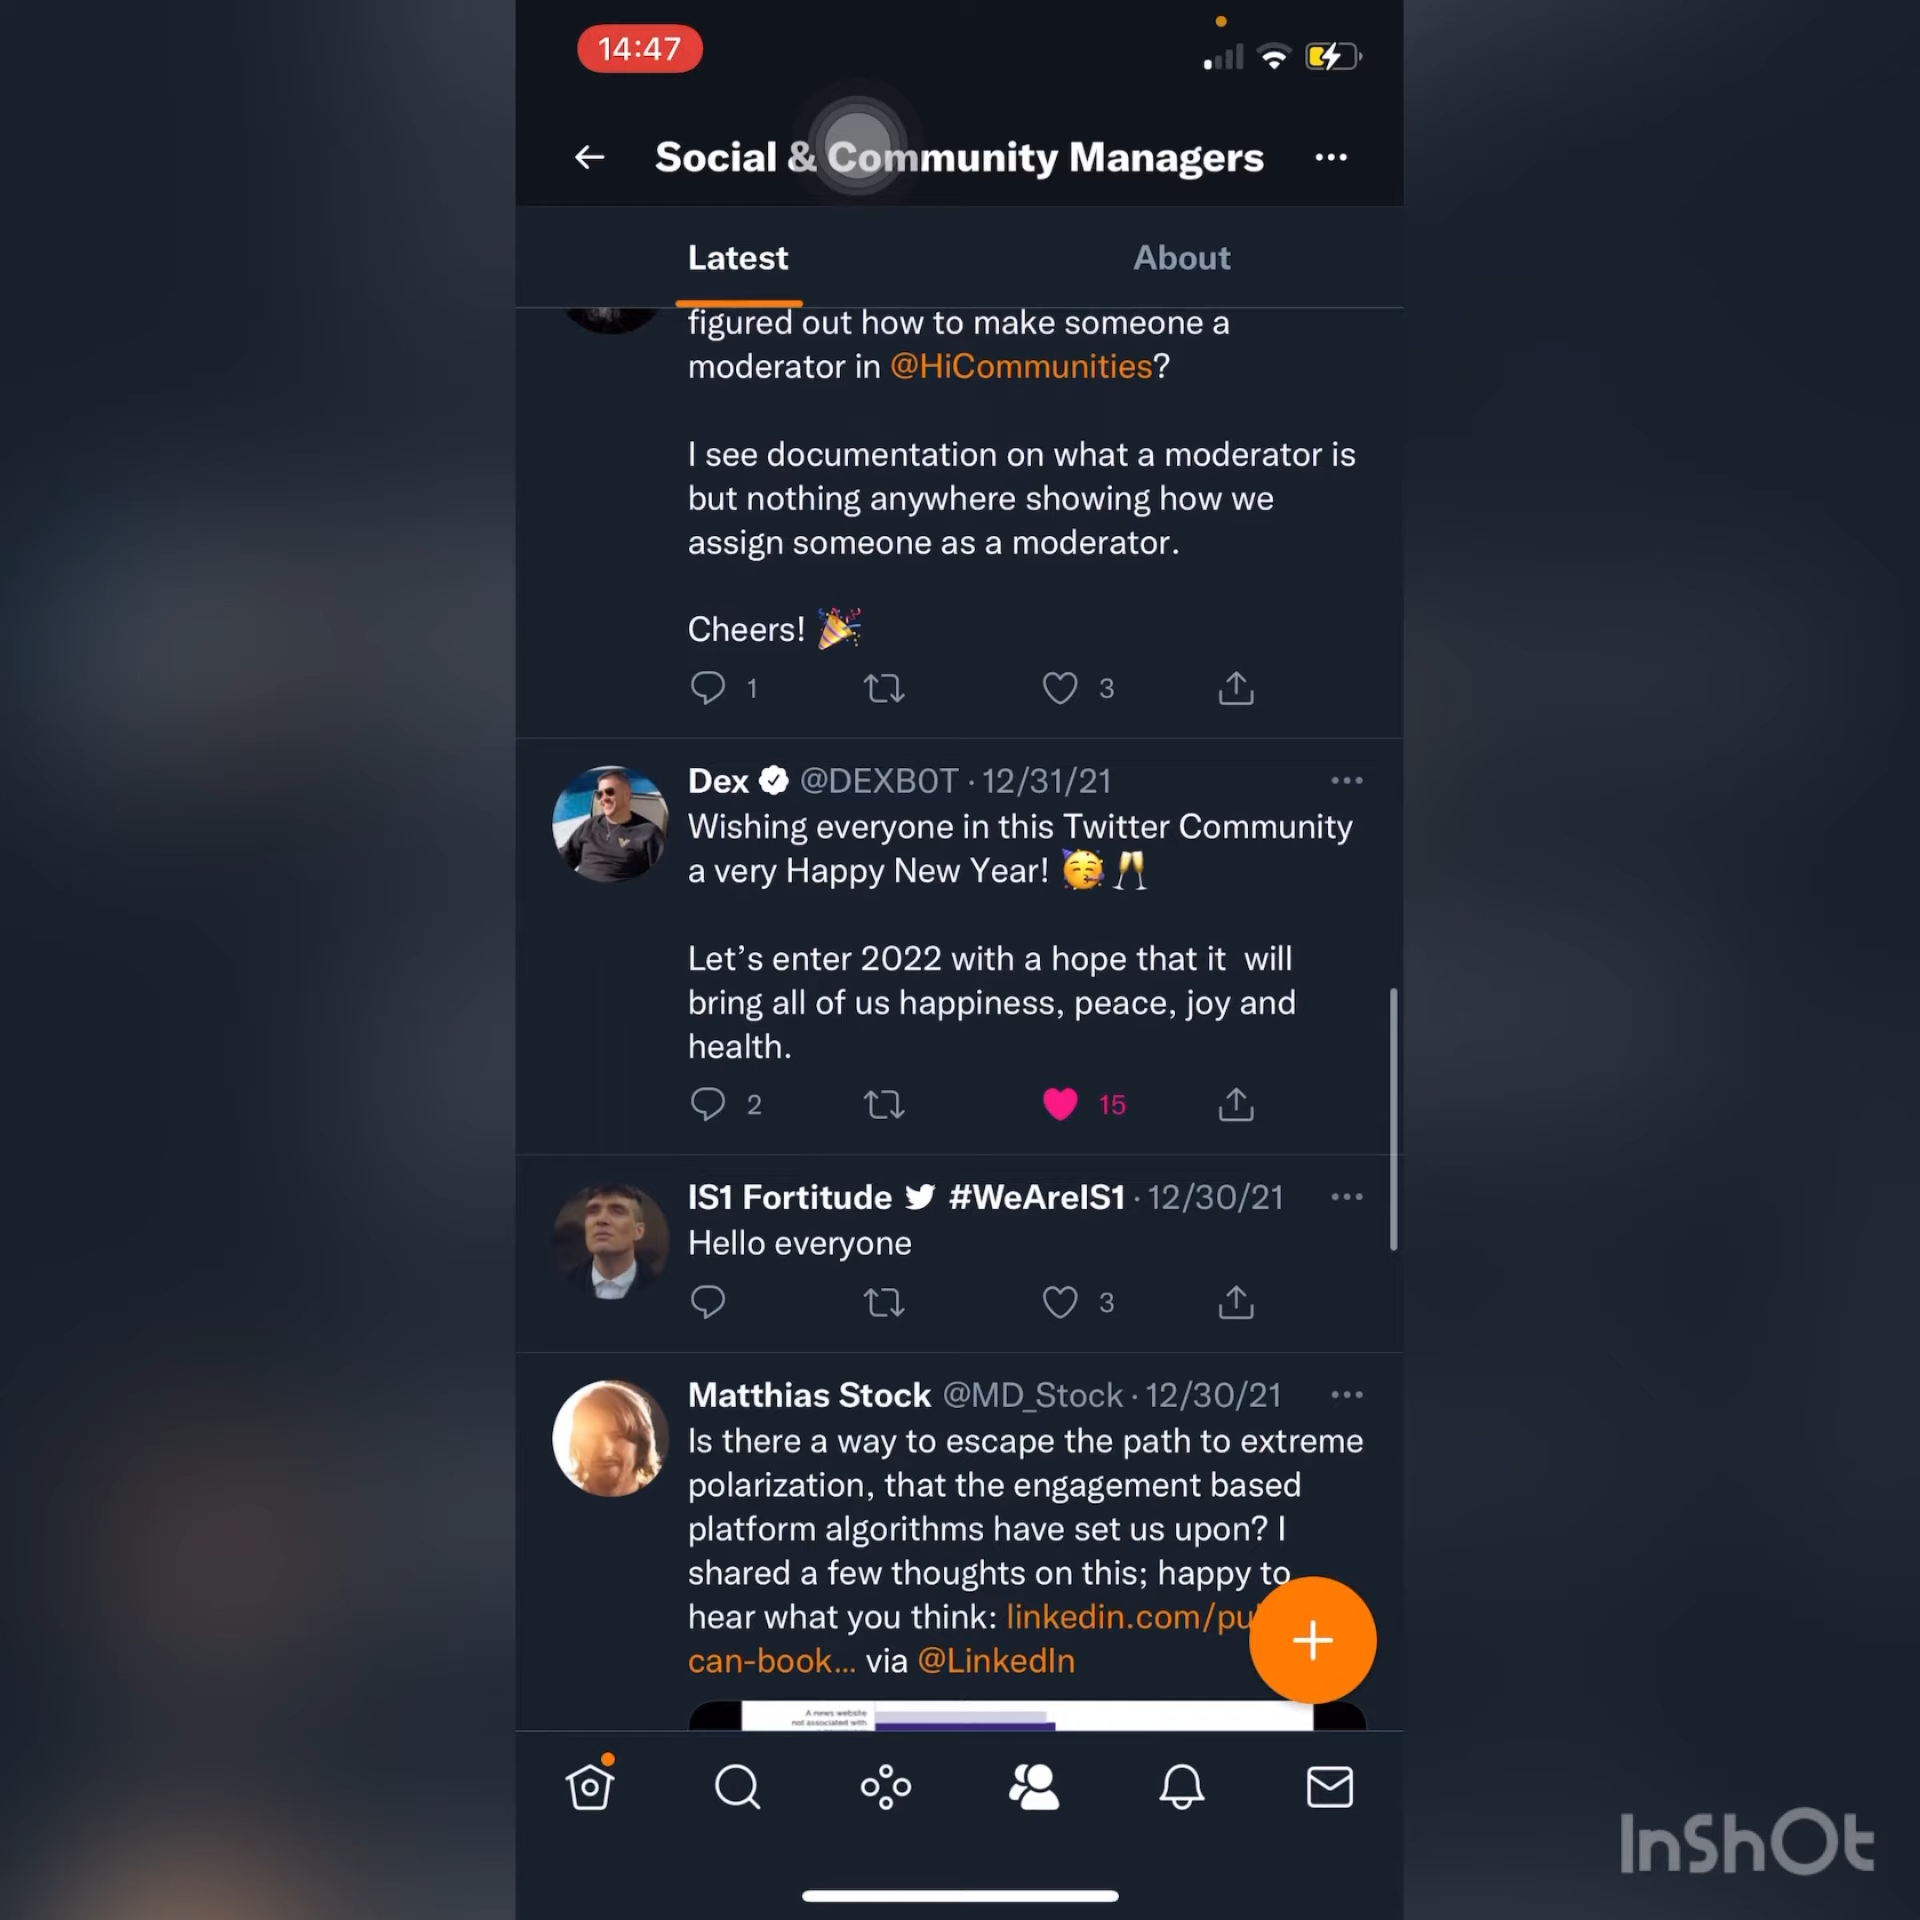 14:47
Social & Community Managers
Latest
About
figured out how to make someone a
moderator in @HiCommunities?
I see documentation on what a moderator is
but nothing anywhere showing how we
assign someone as a moderator.
Cheers! 🎉
1
3
Dex @DEXB0T · 12/31/21
Wishing everyone in this Twitter Community
a very Happy New Year! 🥳🥂
Let's enter 2022 with a hope that it  will
bring all of us happiness, peace, joy and
health.
2
15
IS1 Fortitude #WeAreIS1 · 12/30/21
Hello everyone
3
Matthias Stock @MD_Stock · 12/30/21
Is there a way to escape the path to extreme
polarization, that the engagement based
platform algorithms have set us upon? I
shared a few thoughts on this; happy to
hear what you think: linkedin.com/pu
can-book... via @LinkedIn
A news website
not associated with
InShOt